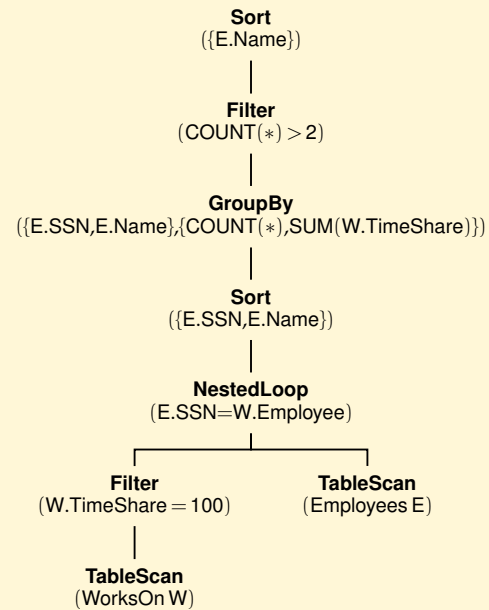 Sort
({E.Name})
Filter
(COUNT(∗) > 2)
GroupBy
({E.SSN,E.Name},{COUNT(∗),SUM(W.TimeShare)})
Sort
({E.SSN,E.Name})
NestedLoop
(E.SSN=W.Employee)
Filter
(W.TimeShare = 100)
TableScan
(Employees E)
TableScan
(WorksOn W)